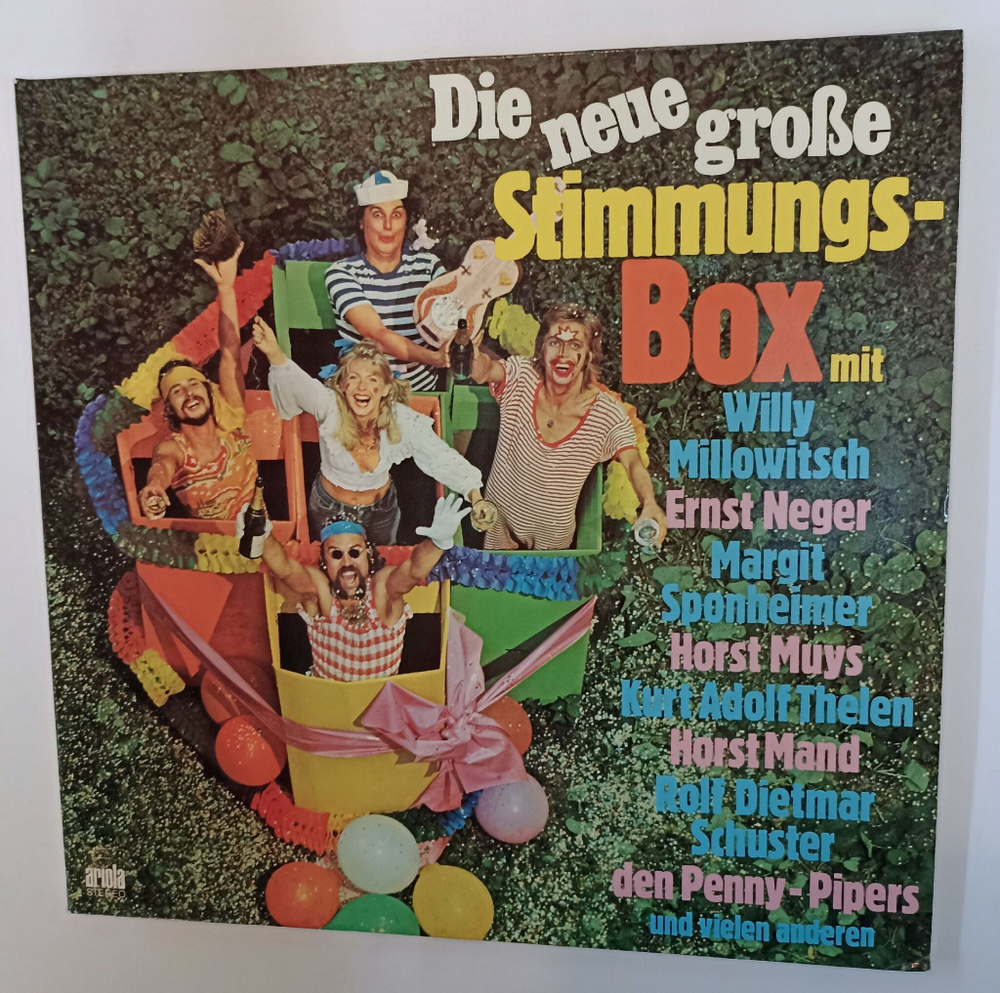 Die neue große
Stimmungs-
Box mit
Willy
Millowitsch
Ernst Neger
Margit
Sponheimer
Horst Muys
Kurt Adolf Thelen
Horst Mand
Rolf Dietmar
Schuster
den Penny-Pipers
und vielen anderen
ariola
STEREO